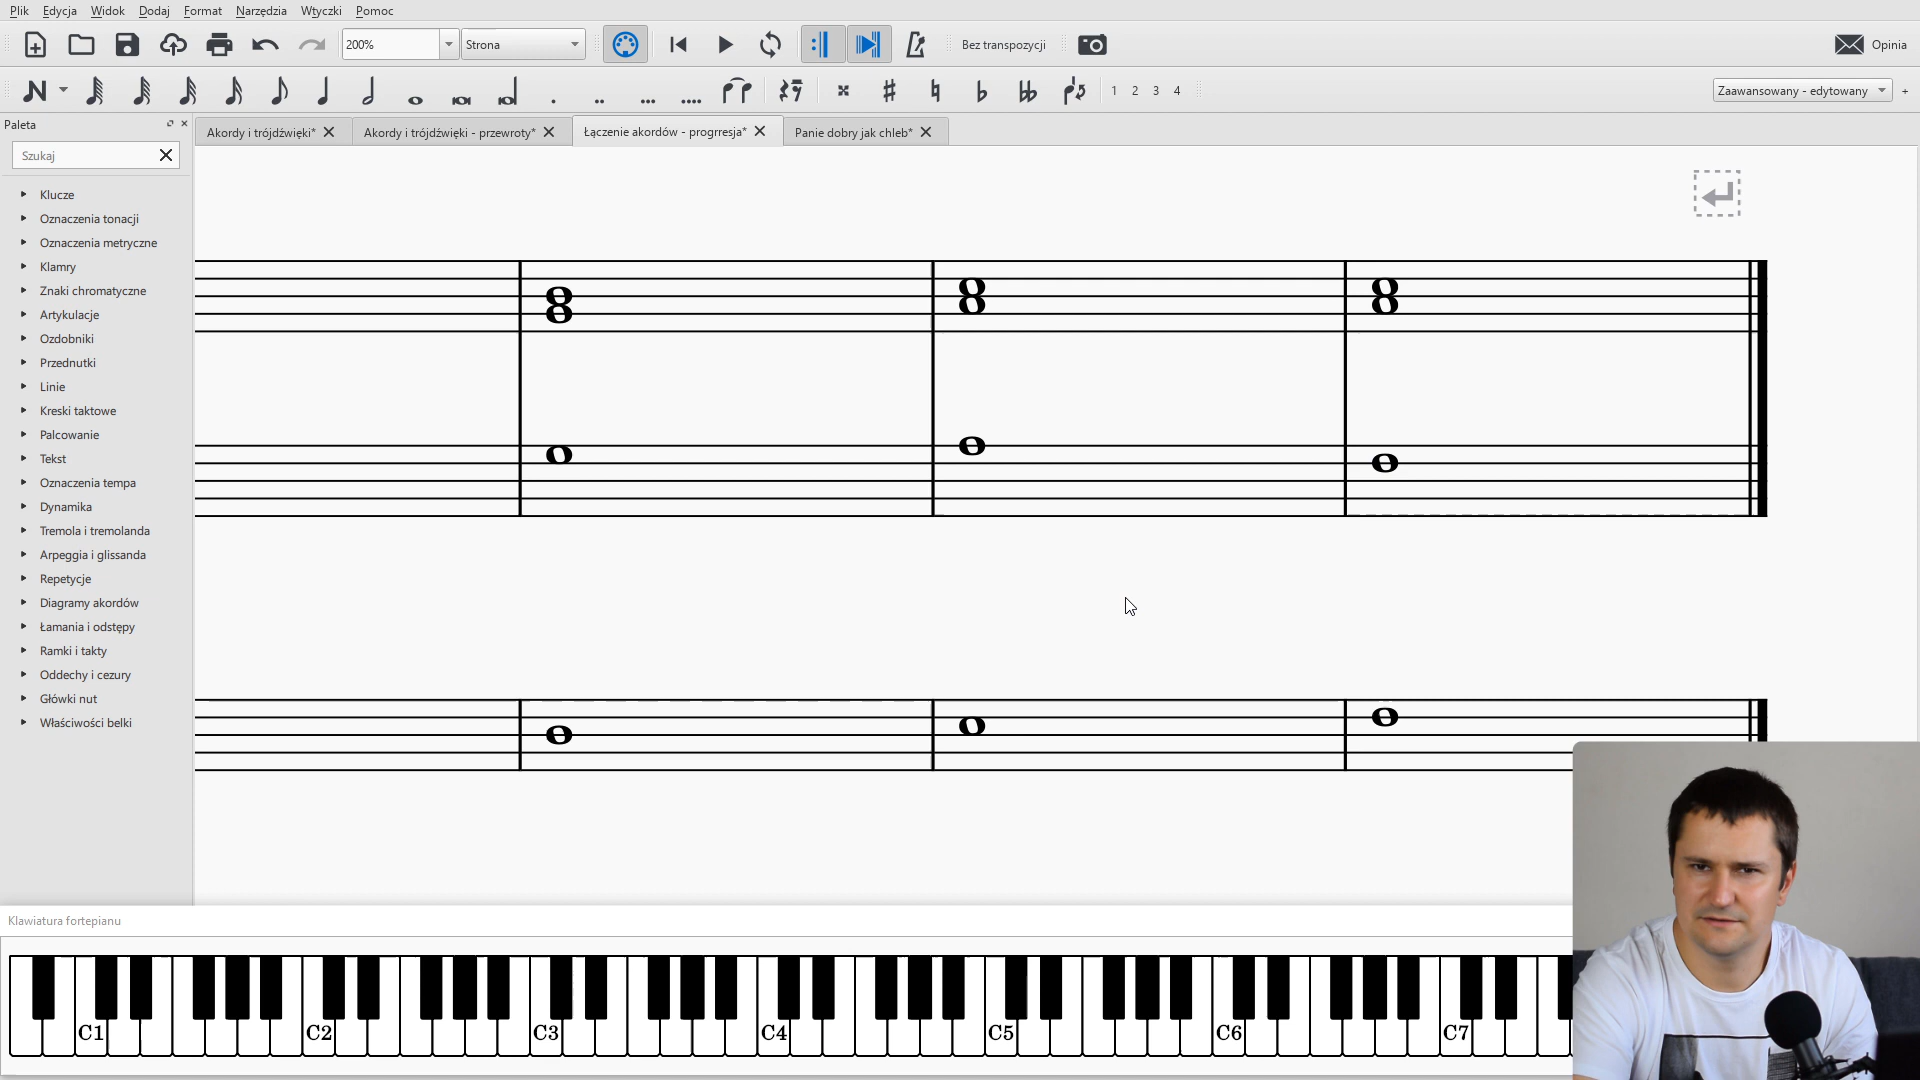 Plik Edycja Widok Dodaj Format Narzędzia Wtyczki Pomoc
200% Strona Bez transpozycji Opinia
1 2 3 4 Zaawansowany - edytowany +
Paleta
Akordy i trójdźwięki* Akordy i trójdźwięki - przewroty* Łączenie akordów - progrresja* Panie dobry jak chleb*
Szukaj
Klucze
Oznaczenia tonacji
Oznaczenia metryczne
Klamry
Znaki chromatyczne
Artykulacje
Ozdobniki
Przednutki
Linie
Kreski taktowe
Palcowanie
Tekst
Oznaczenia tempa
Dynamika
Tremola i tremolanda
Arpeggia i glissanda
Repetycje
Diagramy akordów
Łamania i odstępy
Ramki i takty
Oddechy i cezury
Główki nut
Właściwości belki
Klawiatura fortepianu
C1 C2 C3 C4 C5 C6 C7